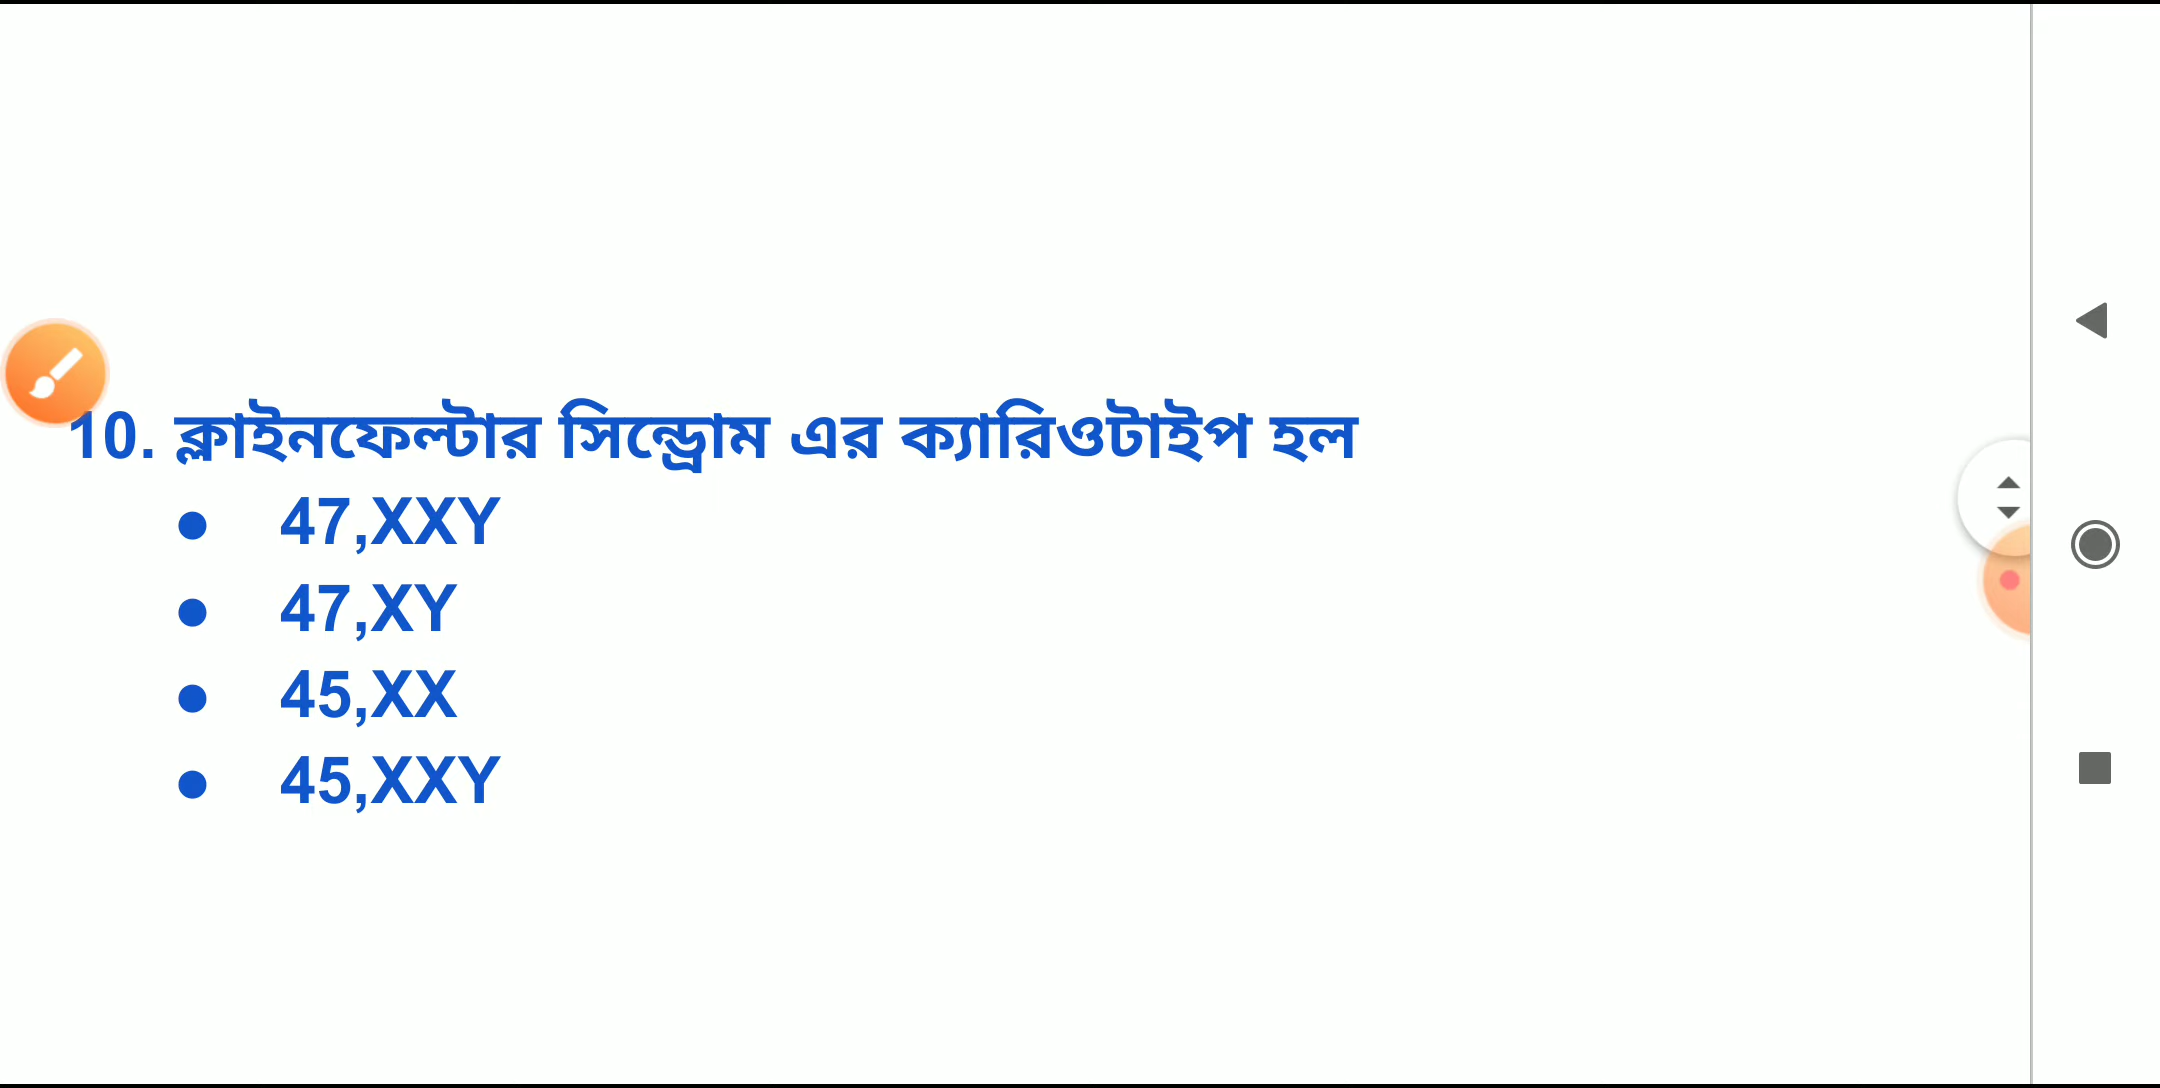 10. ক্লাইনফেল্টার সিন্ড্রোম এর ক্যারিওটাইপ হল
● 47,XXY
● 47,XY
● 45,XX
● 45,XXY